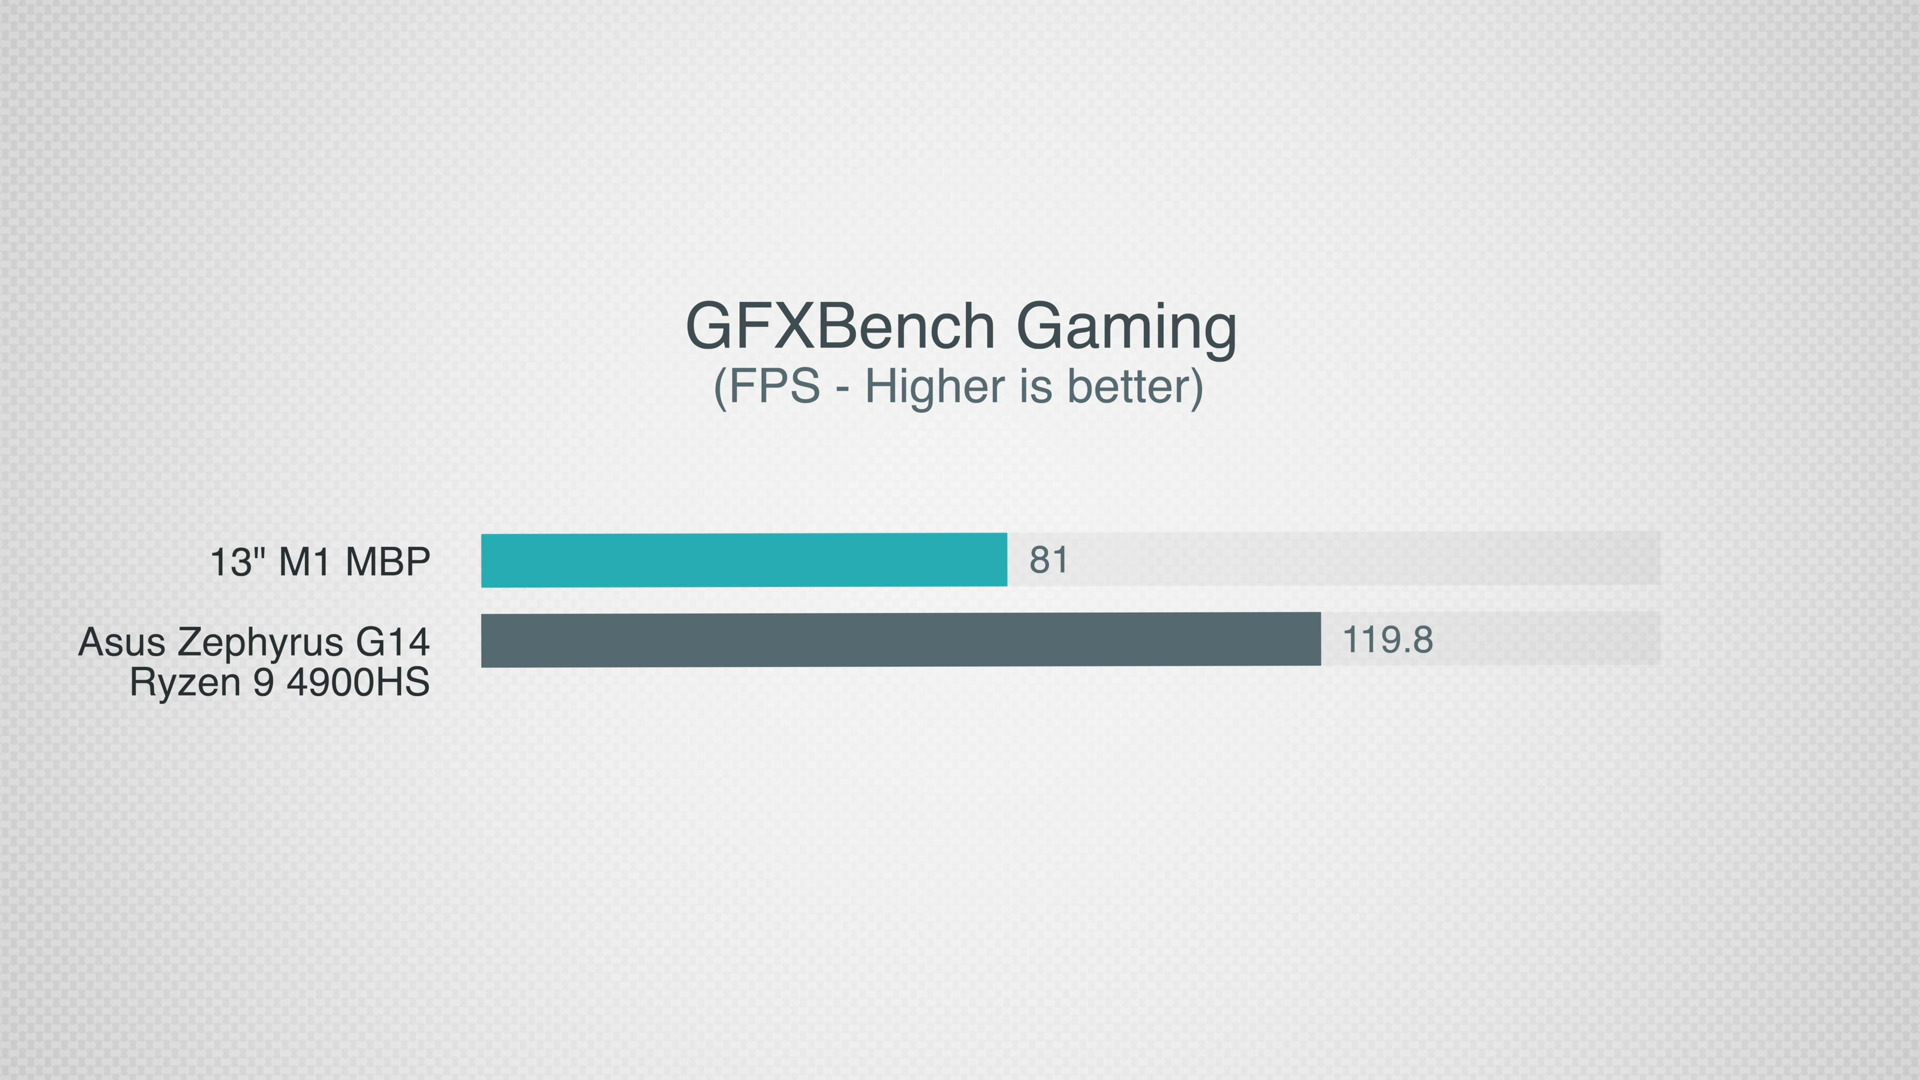 GFXBench Gaming
(FPS - Higher is better)
13" M1 MBP
81
Asus Zephyrus G14
Ryzen 9 4900HS
119.8